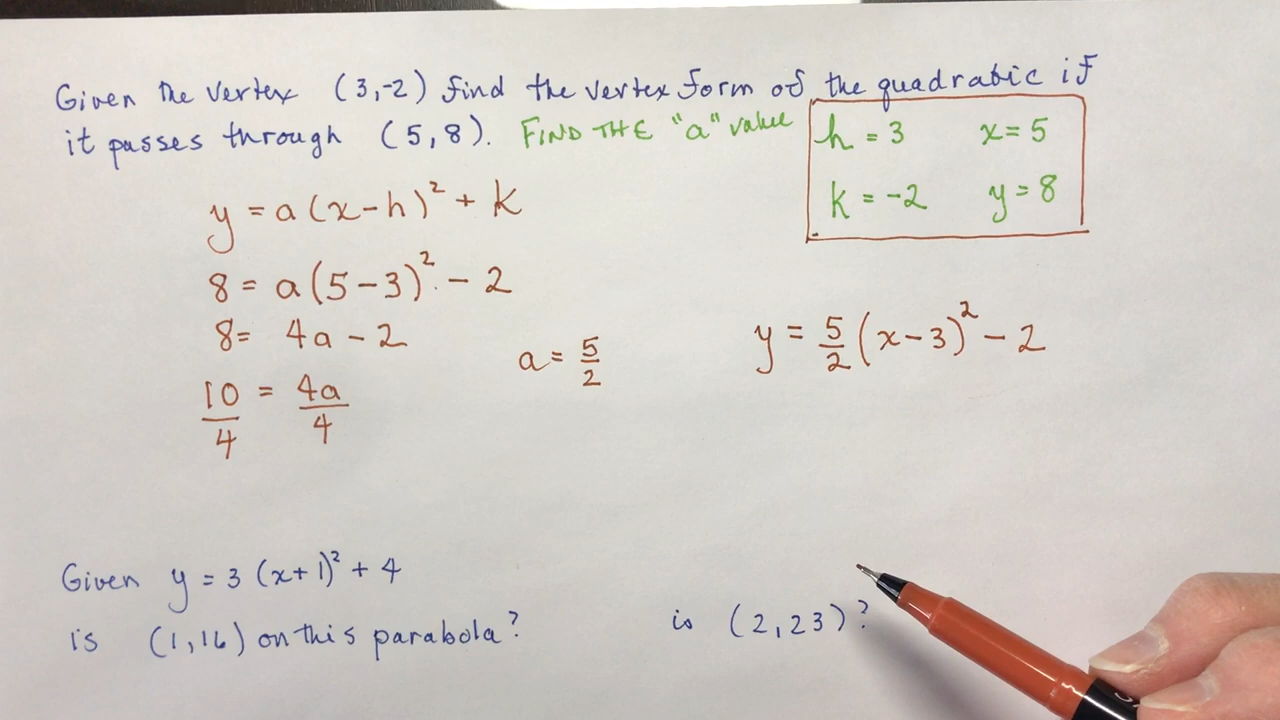 Given the vertex (3,-2) find the vertex form of the quadratic if
it passes through (5,8). FIND THE "a" value
h = 3 x = 5
k = -2 y = 8
y = a(x-h)² + k
8 = a(5-3)² - 2
8 = 4a - 2
10/4 = 4a/4
a = 5/2
y = 5/2 (x-3)² - 2
Given y = 3(x+1)² + 4
is (1,16) on this parabola? is (2,23)?